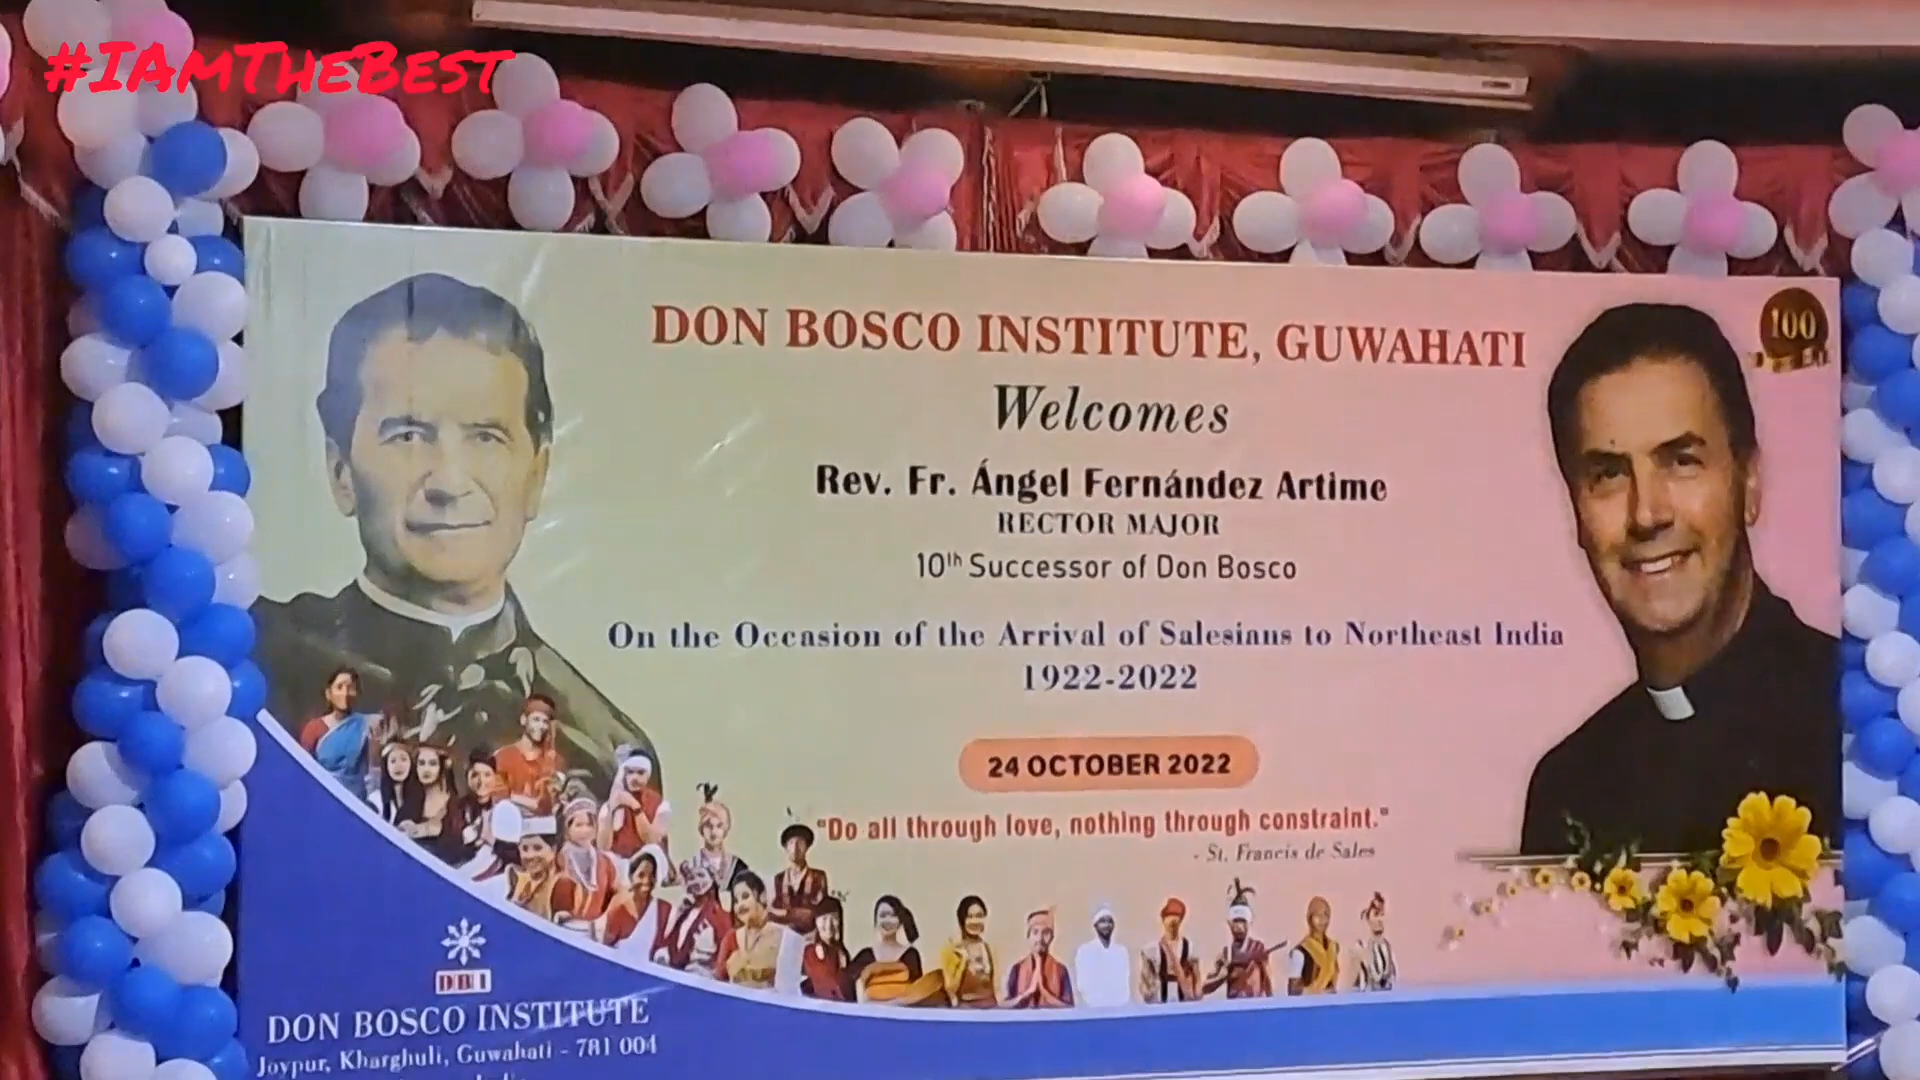 #IAmTheBest
100
DON BOSCO INSTITUTE, GUWAHATI
Welcomes
Rev. Fr. Ángel Fernández Artime
RECTOR MAJOR
10th Successor of Don Bosco
On the Occasion of the Arrival of Salesians to Northeast India
1922-2022
24 OCTOBER 2022
"Do all through love, nothing through constraint."
- St. Francis de Sales
DBI
DON BOSCO INSTITUTE
Joypur, Kharghuli, Guwahati - 781 004